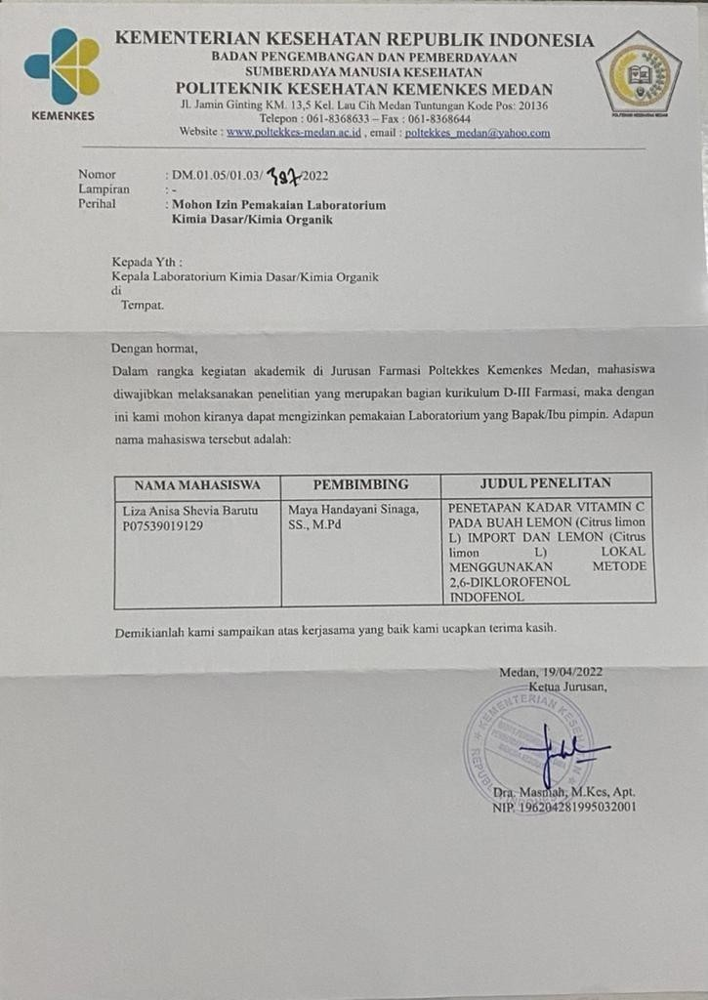 KEMENTERIAN KESEHATAN REPUBLIK INDONESIA
BADAN PENGEMBANGAN DAN PEMBERDAYAAN
SUMBERDAYA MANUSIA KESEHATAN
POLITEKNIK KESEHATAN KEMENKES MEDAN
Jl. Jamin Ginting KM. 13,5 Kel. Lau Cih Medan Tuntungan Kode Pos: 20136
Telepon : 061-8368633 – Fax : 061-8368644
Website : www.poltekkes-medan.ac.id , email : poltekkes_medan@yahoo.com
KEMENKES
POLITEKNIK KESEHATAN MEDAN
Nomor : DM.01.05/01.03/ 397/2022
Lampiran : -
Perihal : Mohon Izin Pemakaian Laboratorium
Kimia Dasar/Kimia Organik
Kepada Yth :
Kepala Laboratorium Kimia Dasar/Kimia Organik
di
Tempat.
Dengan hormat,
Dalam rangka kegiatan akademik di Jurusan Farmasi Poltekkes Kemenkes Medan, mahasiswa
diwajibkan melaksanakan penelitian yang merupakan bagian kurikulum D-III Farmasi, maka dengan
ini kami mohon kiranya dapat mengizinkan pemakaian Laboratorium yang Bapak/Ibu pimpin. Adapun
nama mahasiswa tersebut adalah:
NAMA MAHASISWA PEMBIMBING JUDUL PENELITAN
Liza Anisa Shevia Barutu
P07539019129
Maya Handayani Sinaga,
SS., M.Pd
PENETAPAN KADAR VITAMIN C
PADA BUAH LEMON (Citrus limon
L) IMPORT DAN LEMON (Citrus
limon L) LOKAL
MENGGUNAKAN METODE
2,6-DIKLOROFENOL
INDOFENOL
Demikianlah kami sampaikan atas kerjasama yang baik kami ucapkan terima kasih.
Medan, 19/04/2022
Ketua Jurusan,
KEMENTERIAN KESEHATAN
REPUBLIK INDONESIA
Dra. Masniah, M.Kes, Apt.
NIP. 196204281995032001